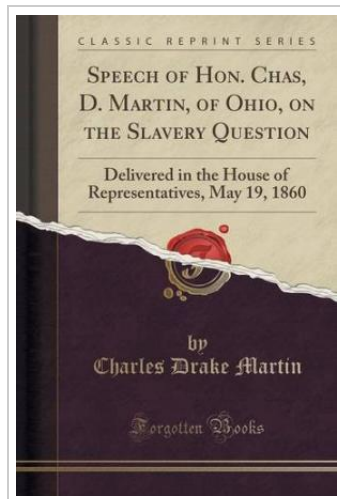 CLASSIC REPRINT SERIES
SPEECH OF HON. CHAS,
D. MARTIN, OF OHIO, ON
THE SLAVERY QUESTION
Delivered in the House of
Representatives, May 19, 1860
by
Charles Drake Martin
Forgotten Books